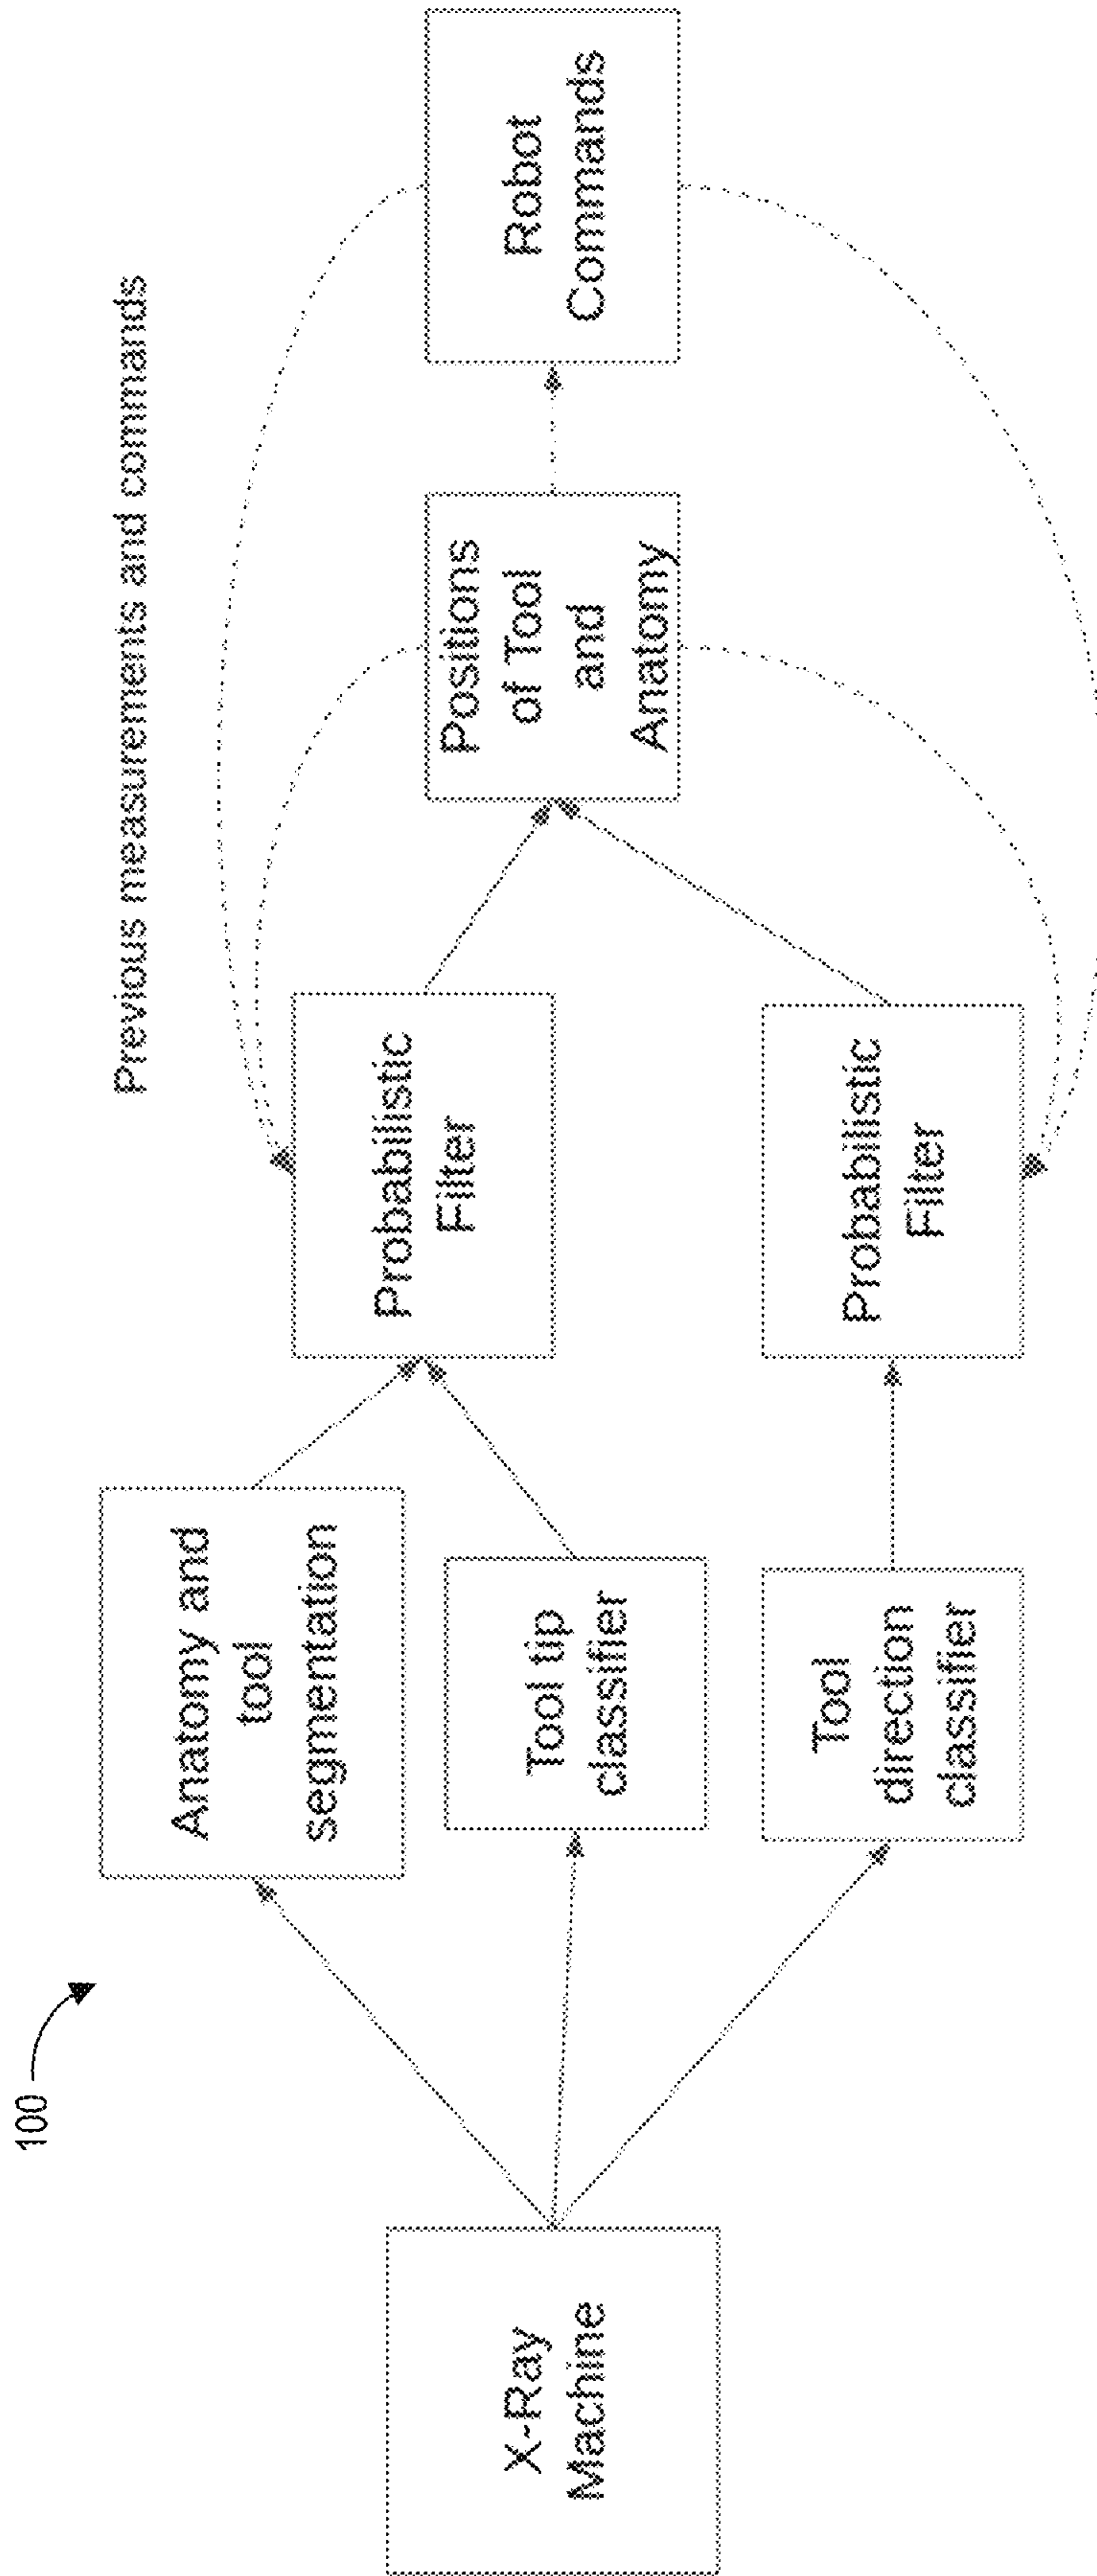 100
Previous measurements and commands
X-Ray
Machine
Anatomy and
tool
segmentation
Tool tip
classifier
Tool
direction
classifier
Probabilistic
Filter
Probabilistic
Filter
Positions
of Tool
and
Anatomy
Robot
Commands